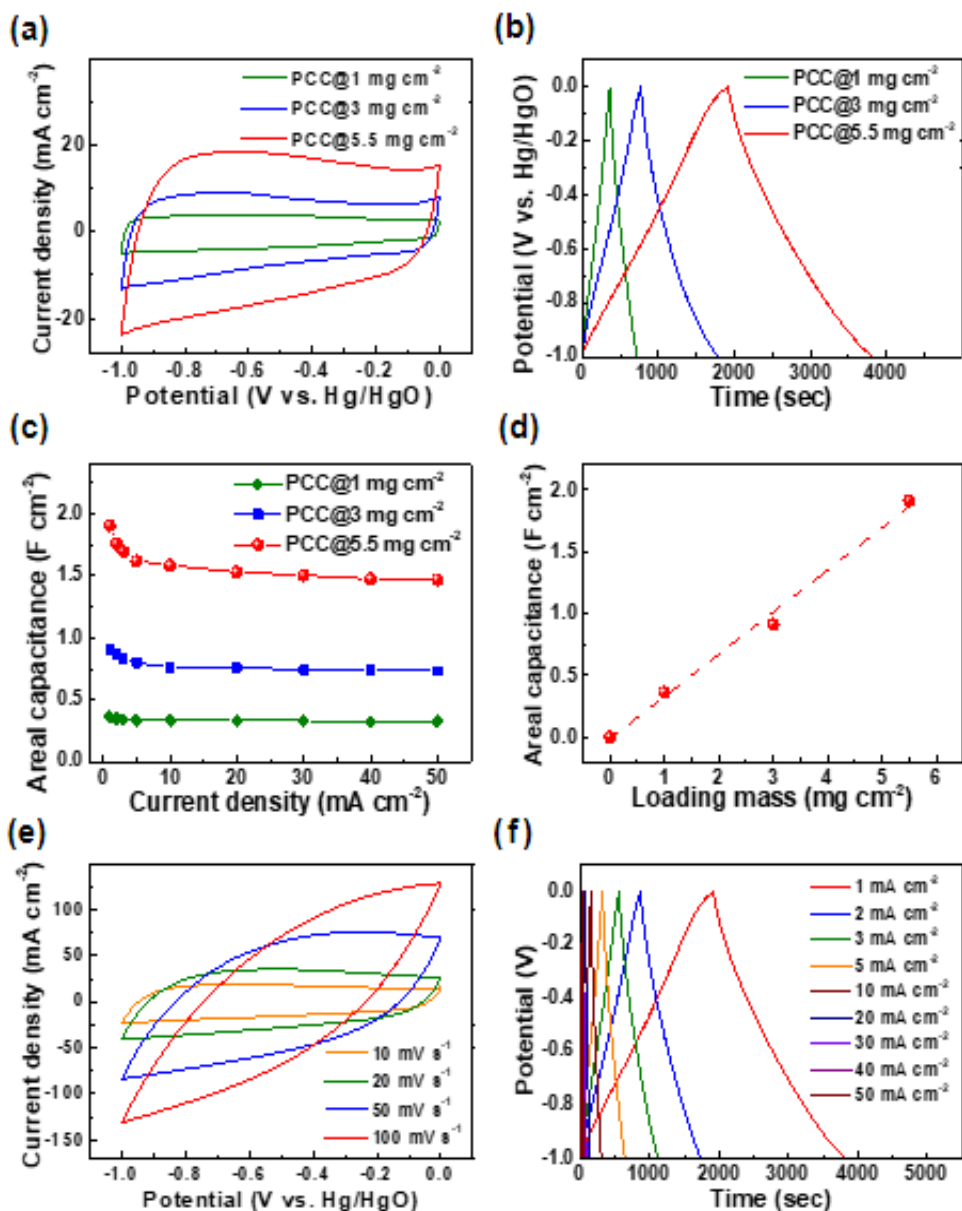 (a)
PCC@1 mg cm⁻²
PCC@3 mg cm⁻²
PCC@5.5 mg cm⁻²
Current density (mA cm⁻²)
20
0
-20
-1.0 -0.8 -0.6 -0.4 -0.2 0.0
Potential (V vs. Hg/HgO)
(b)
PCC@1 mg cm⁻²
PCC@3 mg cm⁻²
PCC@5.5 mg cm⁻²
Potential (V vs. Hg/HgO)
0.0
-0.2
-0.4
-0.6
-0.8
-1.0
0 1000 2000 3000 4000
Time (sec)
(c)
PCC@1 mg cm⁻²
PCC@3 mg cm⁻²
PCC@5.5 mg cm⁻²
Areal capacitance (F cm⁻²)
2.0
1.5
1.0
0.5
0.0
0 10 20 30 40 50
Current density (mA cm⁻²)
(d)
Areal capacitance (F cm⁻²)
2.0
1.5
1.0
0.5
0.0
0 1 2 3 4 5 6
Loading mass (mg cm⁻²)
(e)
Current density (mA cm⁻²)
100
50
0
-50
-100
-150
10 mV s⁻¹
20 mV s⁻¹
50 mV s⁻¹
100 mV s⁻¹
-1.0 -0.8 -0.6 -0.4 -0.2 0.0
Potential (V vs. Hg/HgO)
(f)
Potential (V)
0.0
-0.2
-0.4
-0.6
-0.8
-1.0
1 mA cm⁻²
2 mA cm⁻²
3 mA cm⁻²
5 mA cm⁻²
10 mA cm⁻²
20 mA cm⁻²
30 mA cm⁻²
40 mA cm⁻²
50 mA cm⁻²
0 1000 2000 3000 4000 5000
Time (sec)